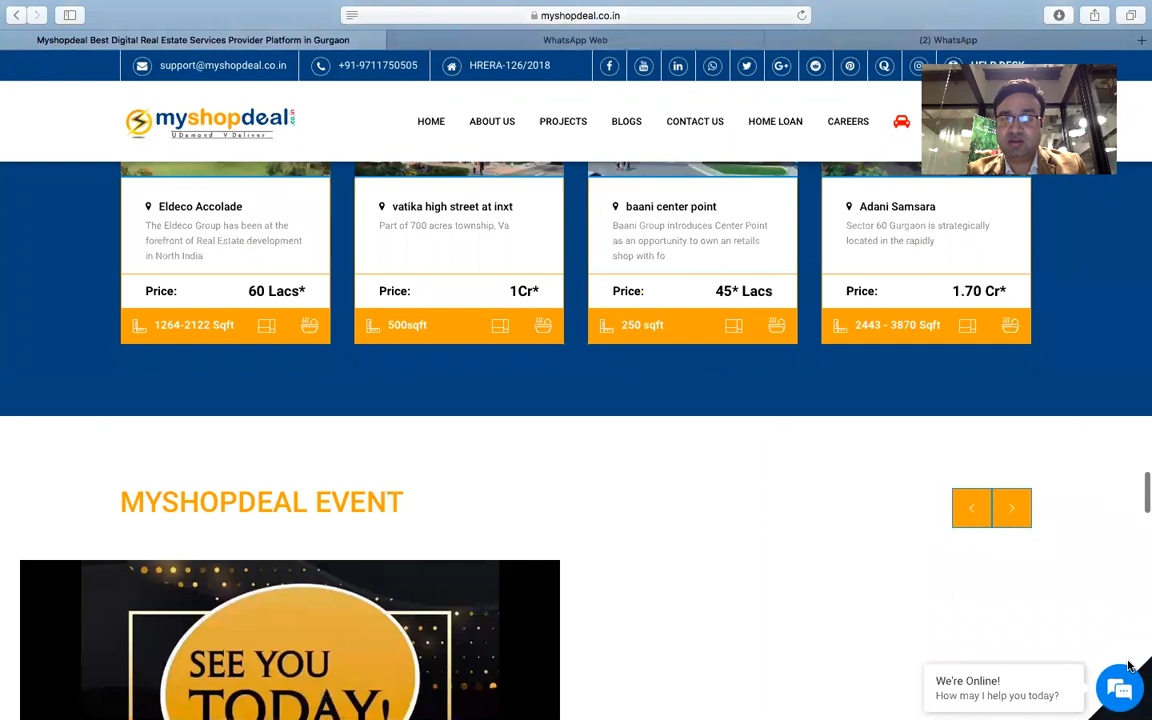 myshopdeal.co.in
Myshopdeal Best Digital Real Estate Services Provider Platform in Gurgaon
WhatsApp Web
(2) WhatsApp
support@myshopdeal.co.in
+91-9711750505
HRERA-126/2018
HELP DESK
myshopdeal.co.in
U Demand V Deliver
HOME
ABOUT US
PROJECTS
BLOGS
CONTACT US
HOME LOAN
CAREERS
Eldeco Accolade
The Eldeco Group has been at the
forefront of Real Estate development
in North India
Price: 60 Lacs*
1264-2122 Sqft
vatika high street at inxt
Part of 700 acres township, Va
Price: 1Cr*
500sqft
baani center point
Baani Group introduces Center Point
as an opportunity to own an retails
shop with fo
Price: 45* Lacs
250 sqft
Adani Samsara
Sector 60 Gurgaon is strategically
located in the rapidly
Price: 1.70 Cr*
2443 - 3870 Sqft
MYSHOPDEAL EVENT
SEE YOU
TODAY!
We're Online!
How may I help you today?